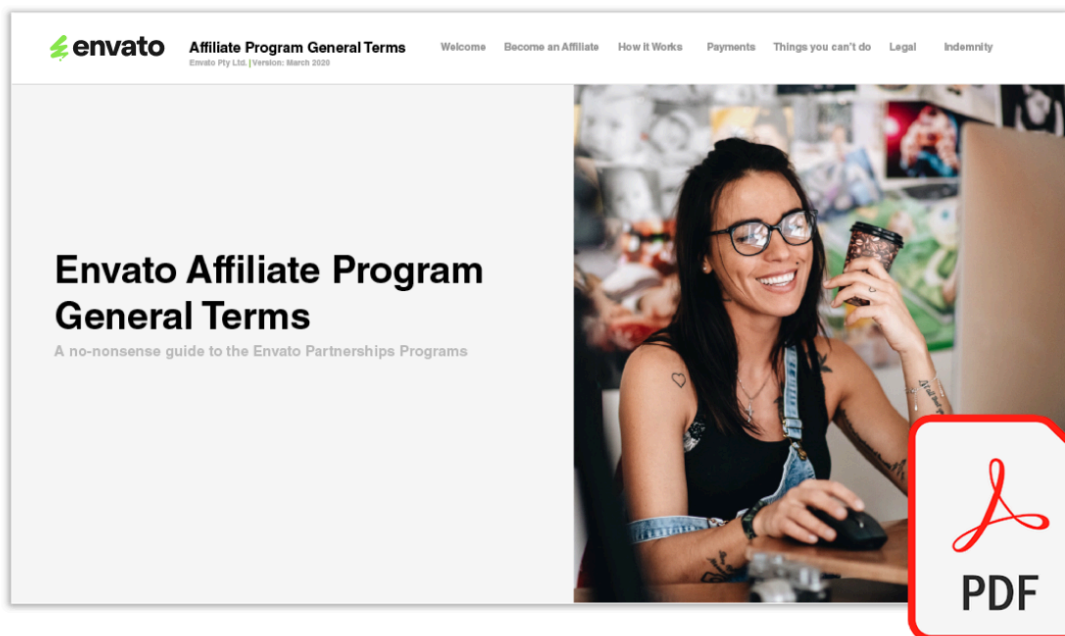 envato
Affiliate Program General Terms
Envato Pty Ltd. | Version: March 2020
Welcome
Become an Affiliate
How it Works
Payments
Things you can't do
Legal
Indemnity
Envato Affiliate Program
General Terms
A no-nonsense guide to the Envato Partnerships Programs
PDF